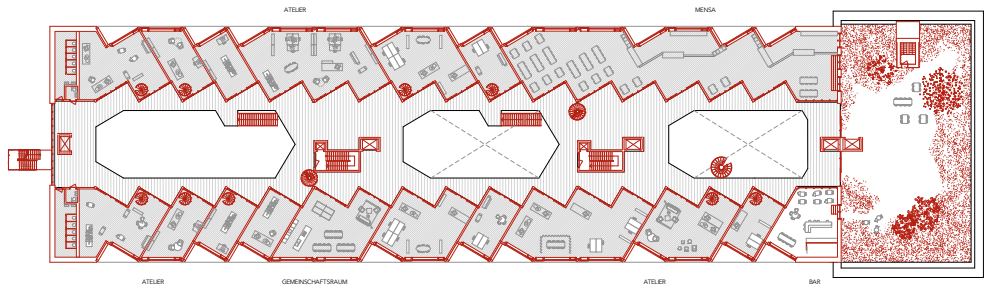 ATELIER MENSA
ATELIER GEMEINSCHAFTSRAUM ATELIER BAR